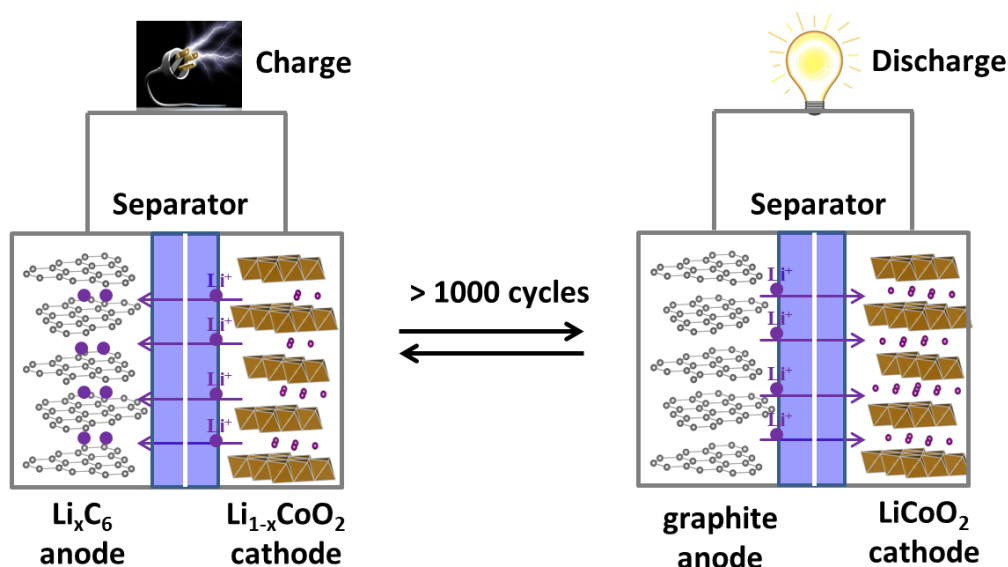 Charge
Separator
Li⁺
Li⁺
Li⁺
Li⁺
LiₓC₆
anode
Li₁₋ₓCoO₂
cathode
> 1000 cycles
Discharge
Separator
Li⁺
Li⁺
Li⁺
Li⁺
graphite
anode
LiCoO₂
cathode